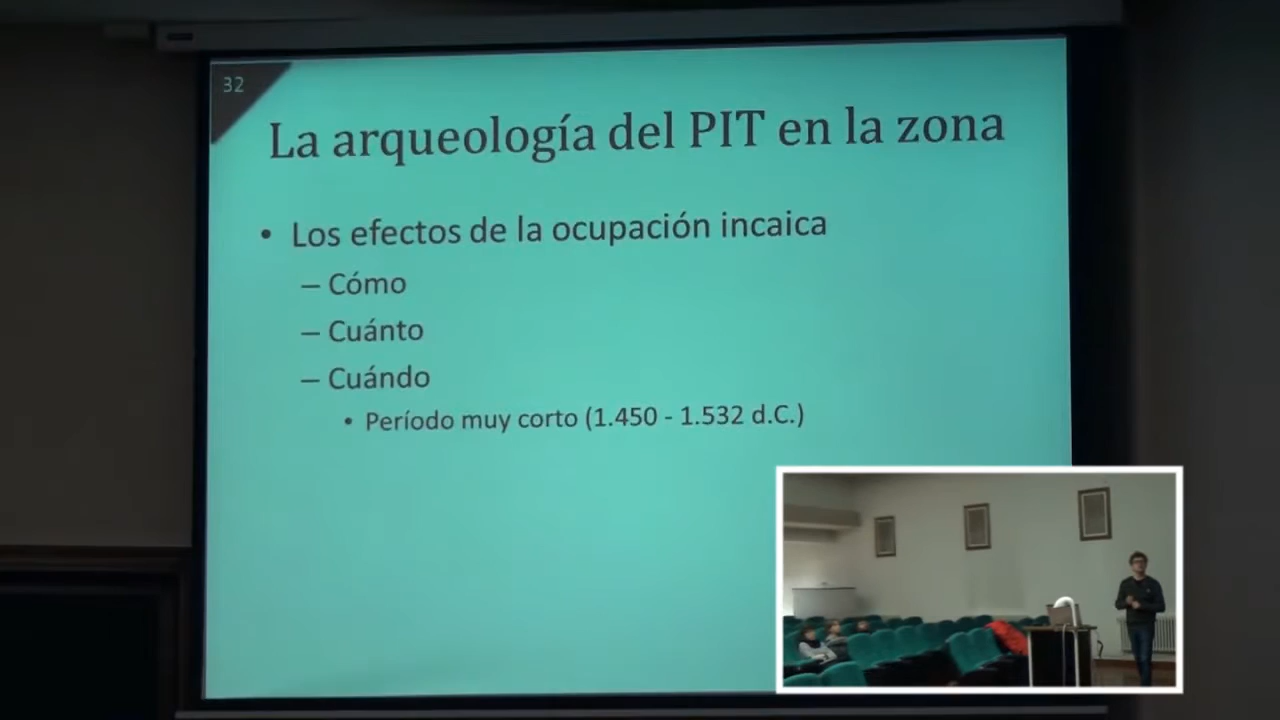 32
La arqueología del PIT en la zona
• Los efectos de la ocupación incaica
– Cómo
– Cuánto
– Cuándo
• Período muy corto (1.450 - 1.532 d.C.)